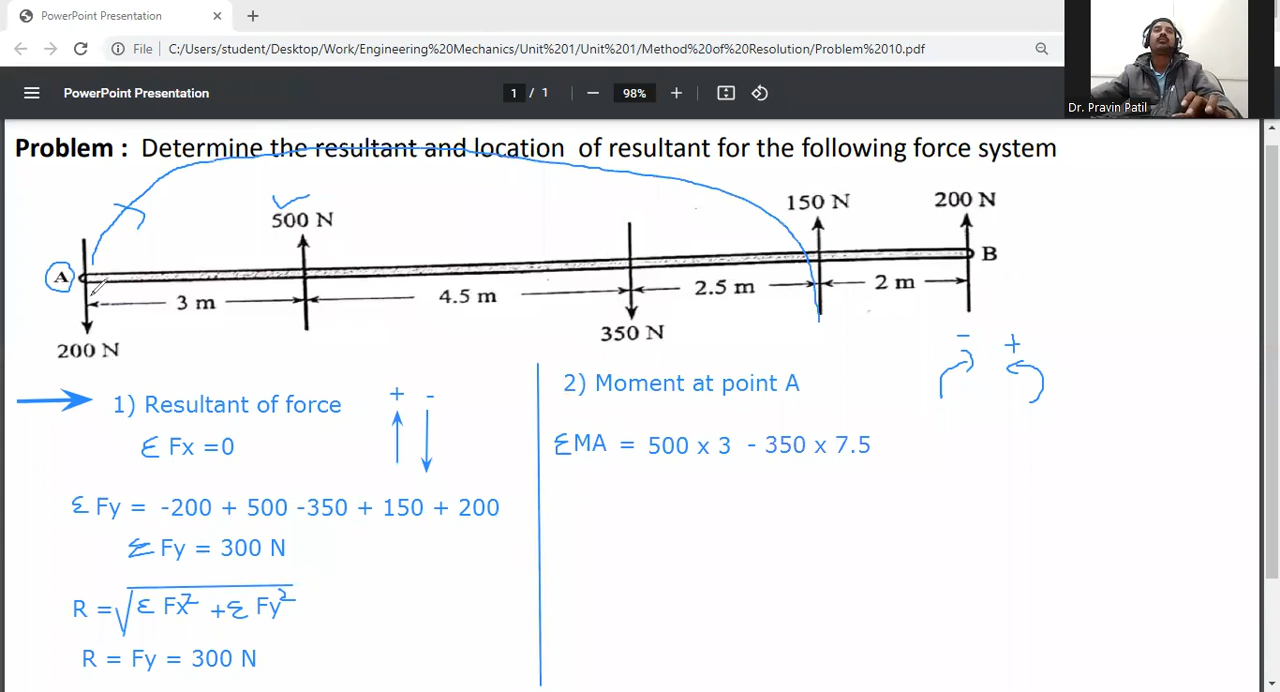 PowerPoint Presentation
File C:/Users/student/Desktop/Work/Engineering%20Mechanics/Unit%201/Unit%201/Method%20of%20Resolution/Problem%2010.pdf
PowerPoint Presentation 1 / 1 98%
Dr. Pravin Patil
Problem : Determine the resultant and location of resultant for the following force system
500 N
150 N
200 N
A
B
3 m
4.5 m
2.5 m
2 m
200 N
350 N
- +
1) Resultant of force
+ -
Σ Fx =0
Σ Fy = -200 + 500 -350 + 150 + 200
Σ Fy = 300 N
R = √Σ Fx² + Σ Fy²
R = Fy = 300 N
2) Moment at point A
ΣMA = 500 x 3 - 350 x 7.5